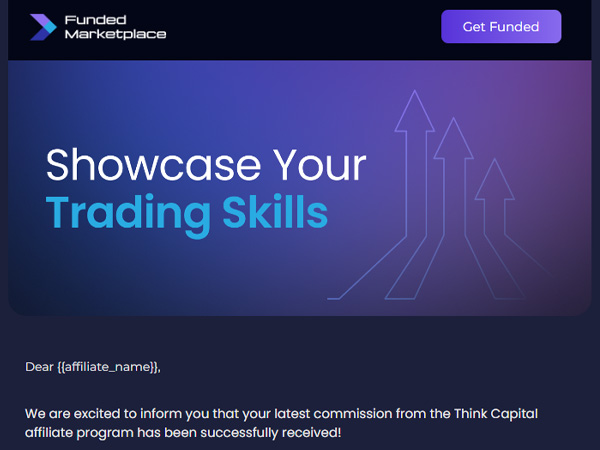 Funded
Marketplace
Get Funded
Showcase Your
Trading Skills
Dear {{affiliate_name}},
We are excited to inform you that your latest commission from the Think Capital
affiliate program has been successfully received!